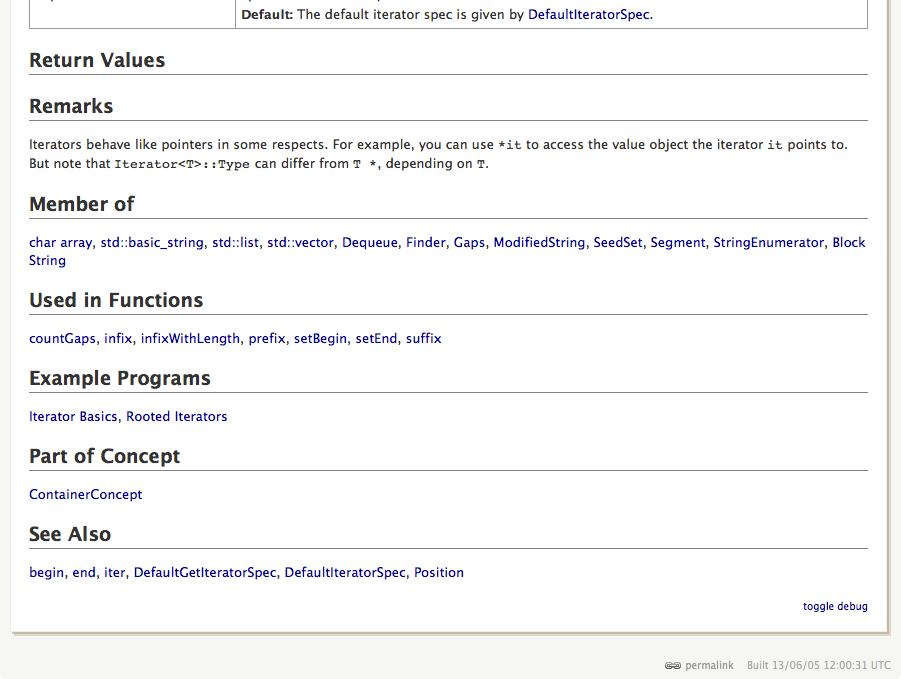 Default: The default iterator spec is given by DefaultIteratorSpec.
Return Values
Remarks
Iterators behave like pointers in some respects. For example, you can use *it to access the value object the iterator it points to.
But note that Iterator<T>::Type can differ from T *, depending on T.
Member of
char array, std::basic_string, std::list, std::vector, Dequeue, Finder, Gaps, ModifiedString, SeedSet, Segment, StringEnumerator, Block
String
Used in Functions
countGaps, infix, infixWithLength, prefix, setBegin, setEnd, suffix
Example Programs
Iterator Basics, Rooted Iterators
Part of Concept
ContainerConcept
See Also
begin, end, iter, DefaultGetIteratorSpec, DefaultIteratorSpec, Position
toggle debug
permalink Built 13/06/05 12:00:31 UTC